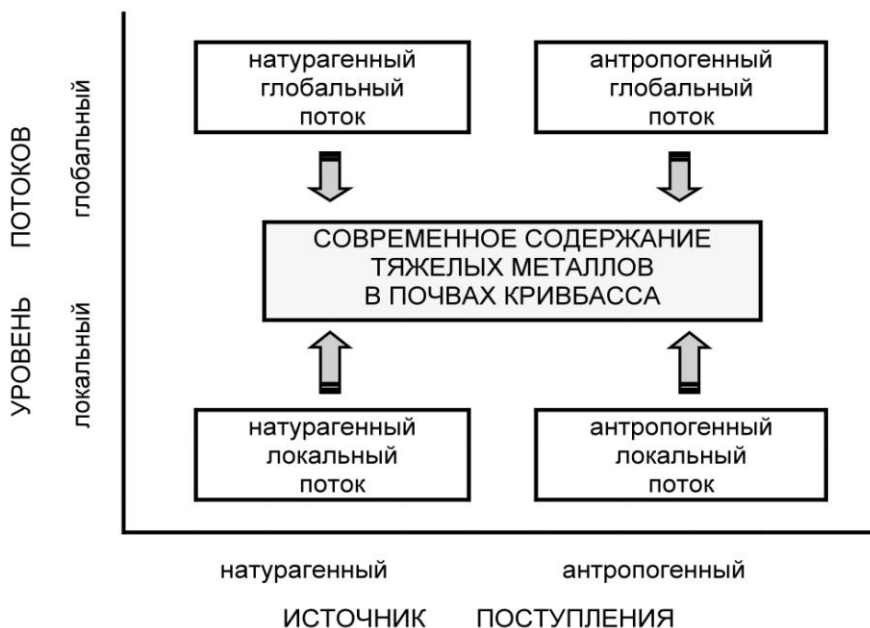 натурагенный
глобальный
поток
антропогенный
глобальный
поток
УРОВЕНЬ ПОТОКОВ
глобальный
локальный
СОВРЕМЕННОЕ СОДЕРЖАНИЕ
ТЯЖЕЛЫХ МЕТАЛЛОВ
В ПОЧВАХ КРИВБАССА
натурагенный
локальный
поток
антропогенный
локальный
поток
натурагенный антропогенный
ИСТОЧНИК ПОСТУПЛЕНИЯ